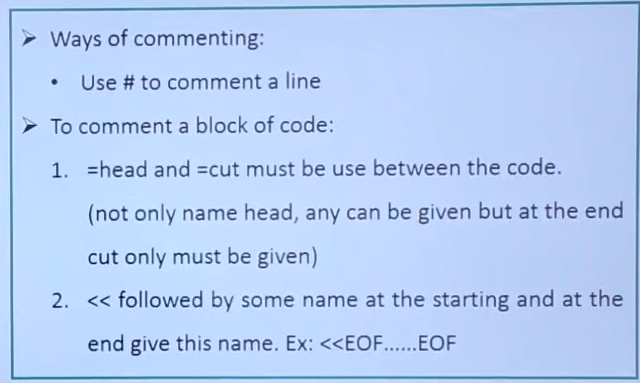 ➢ Ways of commenting:
• Use # to comment a line
➢ To comment a block of code:
1. =head and =cut must be use between the code.
(not only name head, any can be given but at the end
cut only must be given)
2. << followed by some name at the starting and at the
end give this name. Ex: <<EOF......EOF